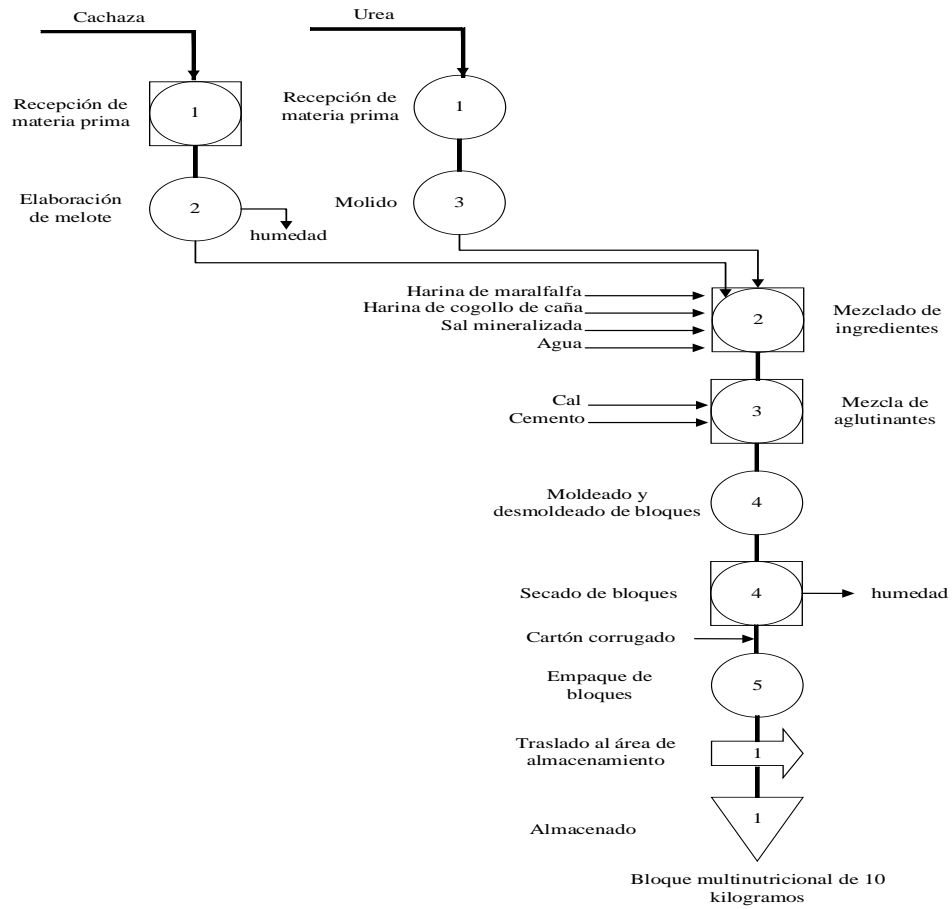 Cachaza
Urea
Recepción de
materia prima
1
Recepción de
materia prima
1
Elaboración
de melote
2
humedad
Molido
3
Harina de maralfalfa
Harina de cogollo de caña
Sal mineralizada
Agua
2
Mezclado de
ingredientes
Cal
Cemento
3
Mezcla de
aglutinantes
Moldeado y
desmoldeado de bloques
4
Secado de bloques
4
humedad
Cartón corrugado
Empaque de
bloques
5
Traslado al área de
almacenamiento
1
Almacenado
1
Bloque multinutricional de 10
kilogramos